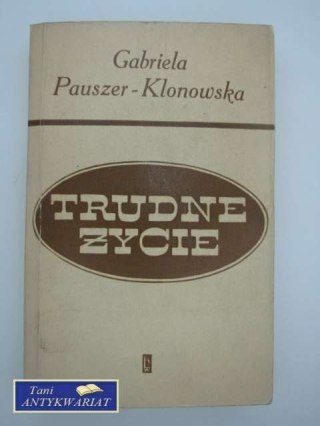 Gabriela
Pauszer-Klonowska
TRUDNE
ŻYCIE
Tani
ANTYKWARIAT